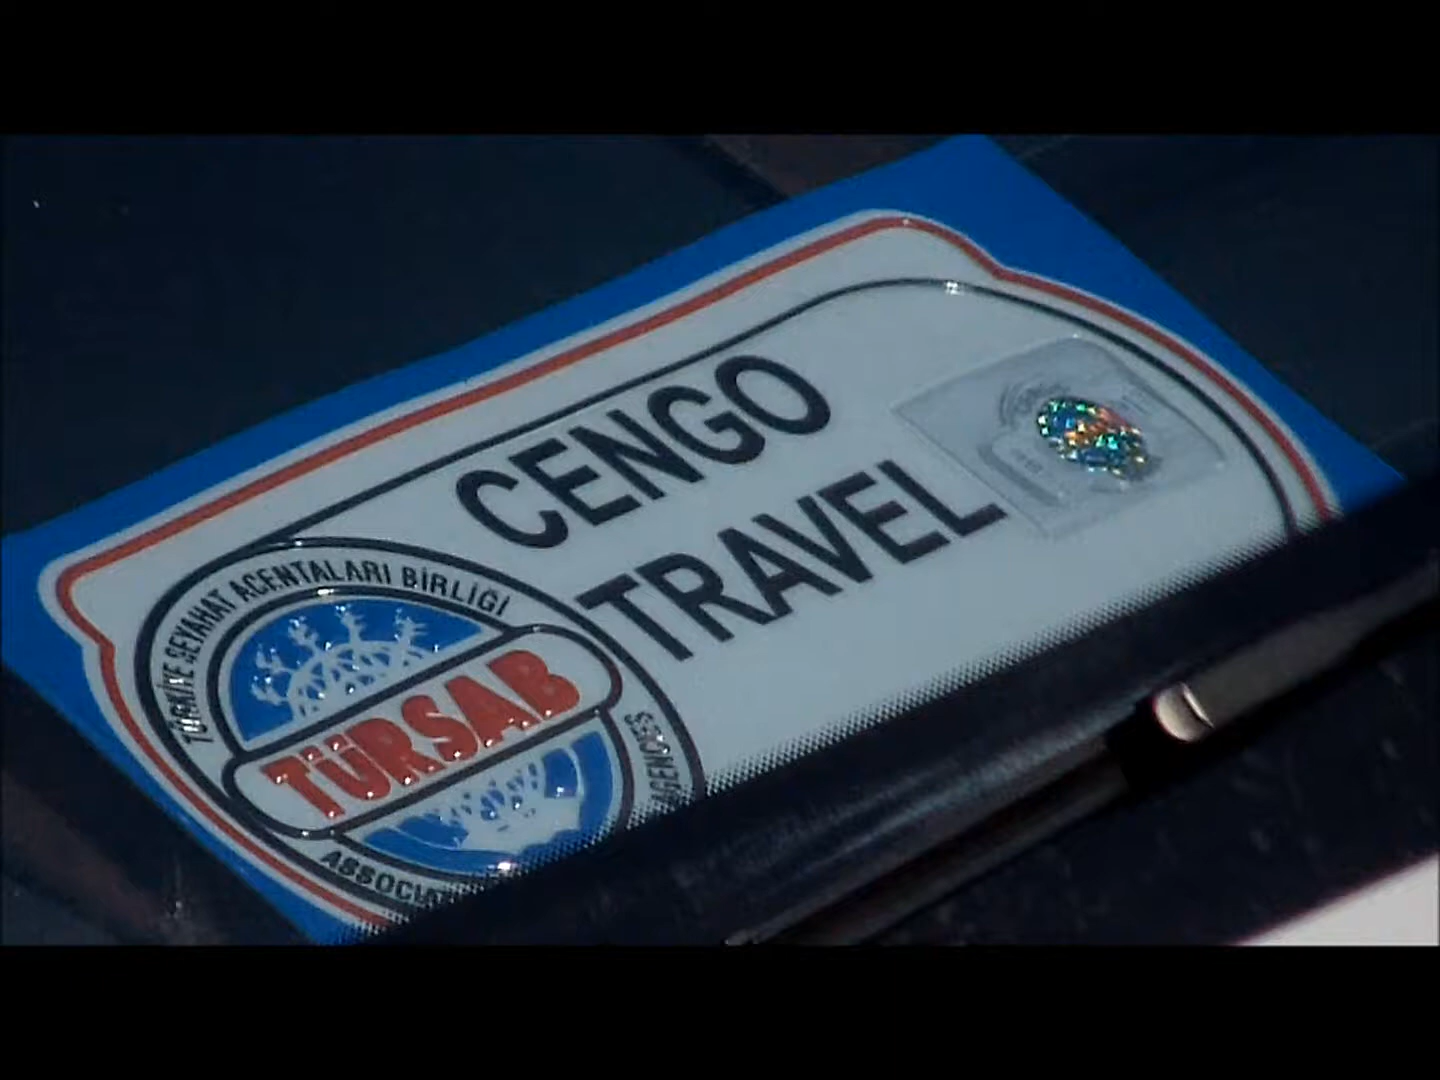 CENGO
TRAVEL
TÜRKİYE SEYAHAT ACENTALARI BİRLİĞİ
TÜRSAB
AGENCIES